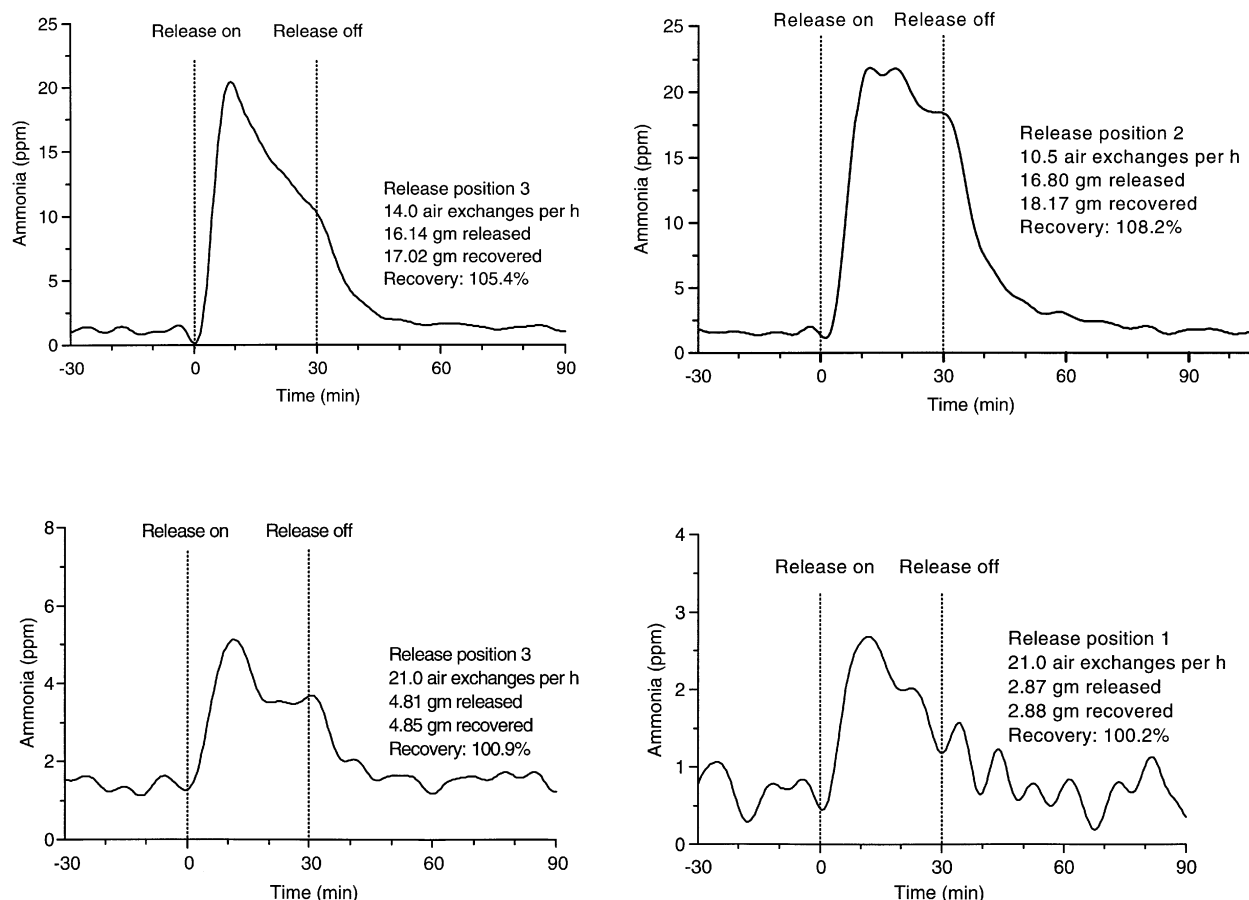 25
20
15
10
5
0
Ammonia (ppm)
Release on Release off
Release position 3
14.0 air exchanges per h
16.14 gm released
17.02 gm recovered
Recovery: 105.4%
-30 0 30 60 90
Time (min)
25
20
15
10
5
0
Ammonia (ppm)
Release on Release off
Release position 2
10.5 air exchanges per h
16.80 gm released
18.17 gm recovered
Recovery: 108.2%
-30 0 30 60 90
Time (min)
8
6
4
2
0
Ammonia (ppm)
Release on Release off
Release position 3
21.0 air exchanges per h
4.81 gm released
4.85 gm recovered
Recovery: 100.9%
-30 0 30 60 90
Time (min)
4
3
2
1
0
Ammonia (ppm)
Release on Release off
Release position 1
21.0 air exchanges per h
2.87 gm released
2.88 gm recovered
Recovery: 100.2%
-30 0 30 60 90
Time (min)